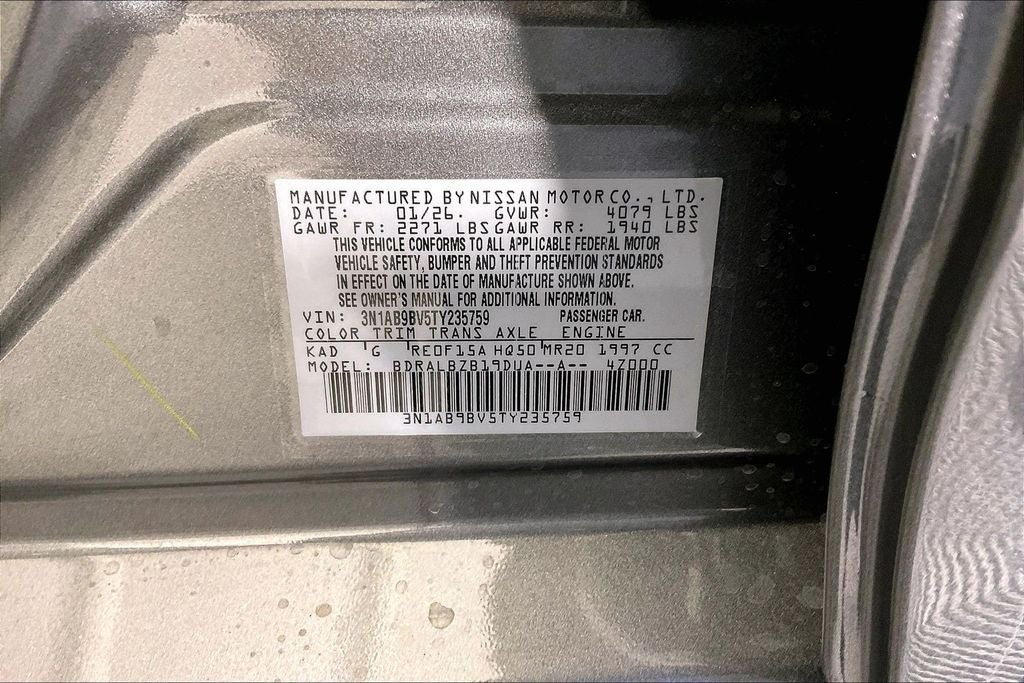 MANUFACTURED BY NISSAN MOTOR CO., LTD.
DATE: 01/26. GVWR: 4079 LBS
GAWR FR: 2271 LBS GAWR RR: 1940 LBS
THIS VEHICLE CONFORMS TO ALL APPLICABLE FEDERAL MOTOR
VEHICLE SAFETY, BUMPER AND THEFT PREVENTION STANDARDS
IN EFFECT ON THE DATE OF MANUFACTURE SHOWN ABOVE.
SEE OWNER'S MANUAL FOR ADDITIONAL INFORMATION.
VIN: 3N1AB9BV5TY235759 PASSENGER CAR.
COLOR TRIM TRANS AXLE ENGINE
KAD G RE0F15A HQ50 MR20 1997 CC
MODEL: BDRALBZB19DUA--A-- 4Z000
3N1AB9BV5TY235759